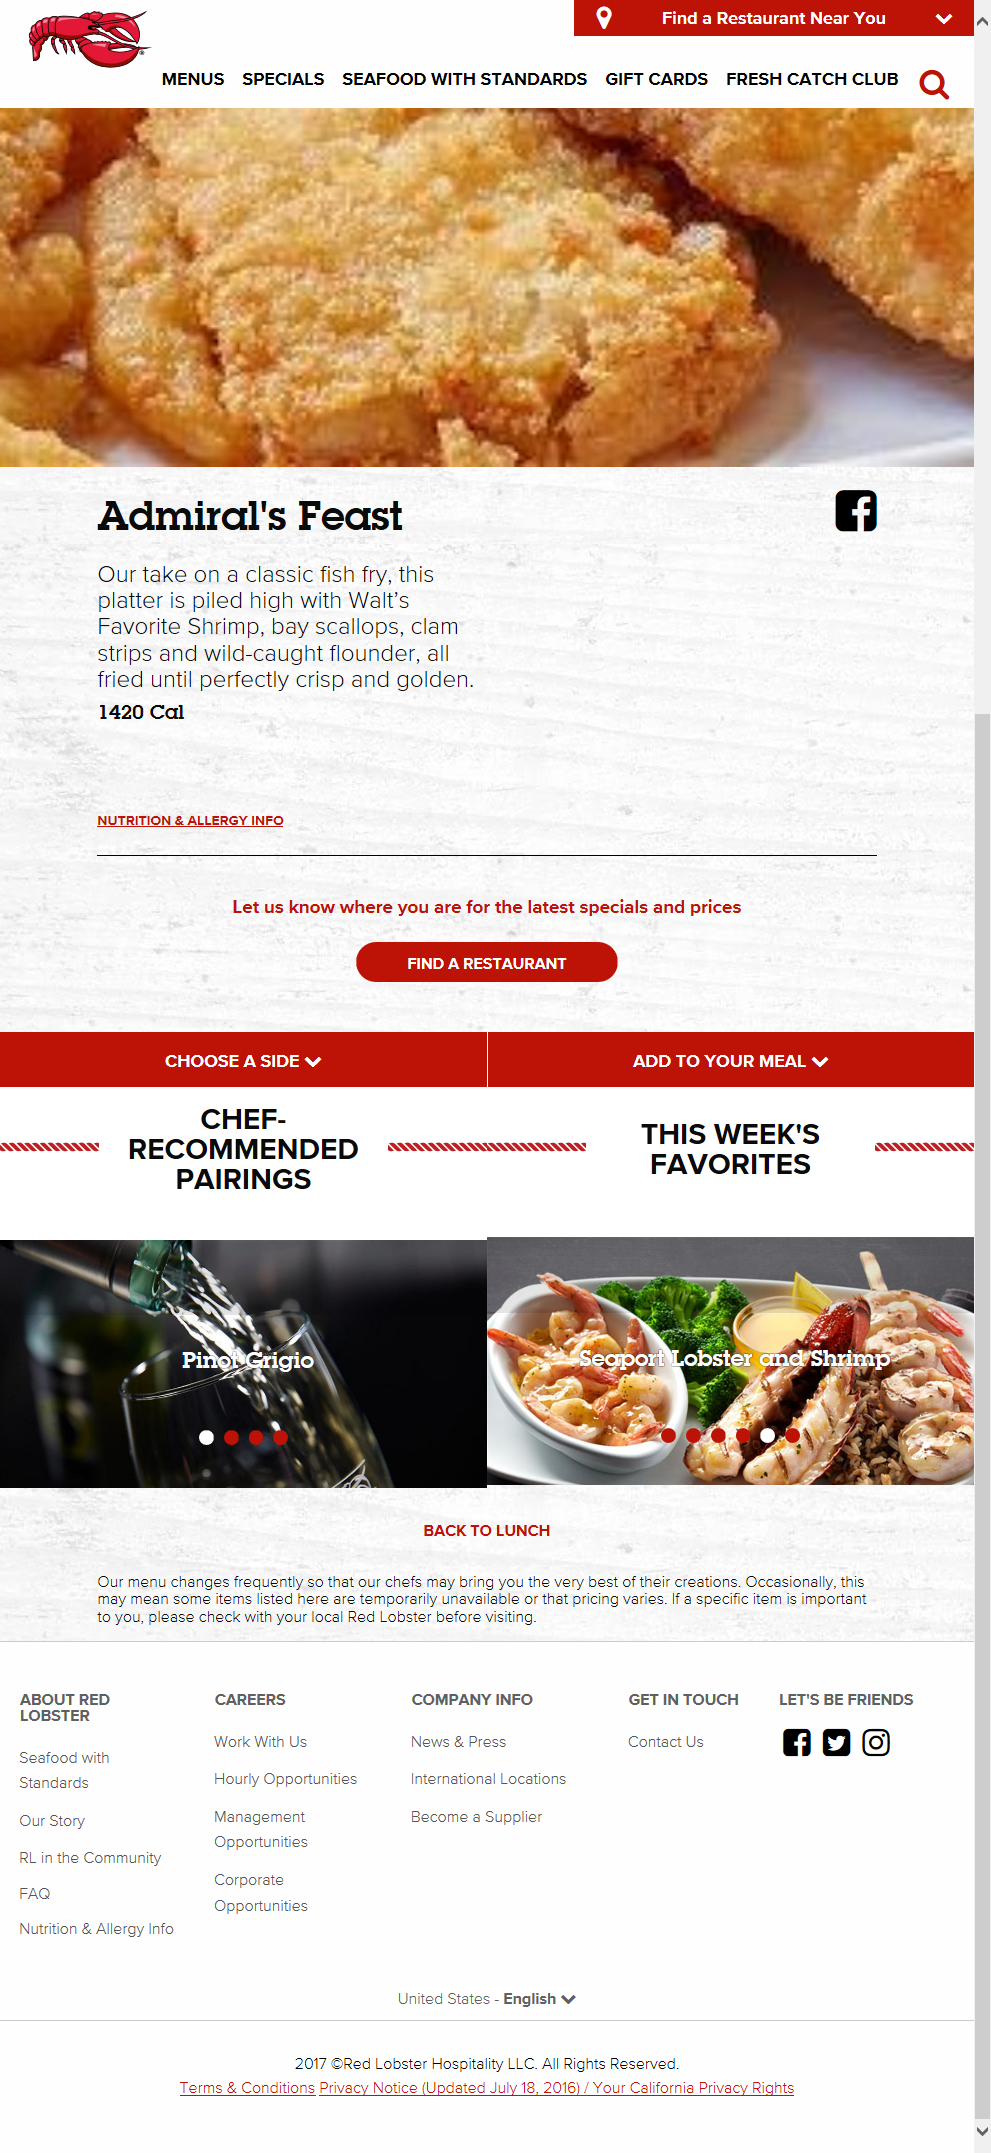 Find a Restaurant Near You
MENUS SPECIALS SEAFOOD WITH STANDARDS GIFT CARDS FRESH CATCH CLUB
Admiral's Feast
Our take on a classic fish fry, this
platter is piled high with Walt’s
Favorite Shrimp, bay scallops, clam
strips and wild-caught flounder, all
fried until perfectly crisp and golden.
1420 Cal
NUTRITION & ALLERGY INFO
Let us know where you are for the latest specials and prices
FIND A RESTAURANT
CHOOSE A SIDE
ADD TO YOUR MEAL
CHEF-
RECOMMENDED
PAIRINGS
THIS WEEK'S
FAVORITES
Pinot Grigio
Seaport Lobster and Shrimp
BACK TO LUNCH
Our menu changes frequently so that our chefs may bring you the very best of their creations. Occasionally, this
may mean some items listed here are temporarily unavailable or that pricing varies. If a specific item is important
to you, please check with your local Red Lobster before visiting.
ABOUT RED
LOBSTER
Seafood with
Standards
Our Story
RL in the Community
FAQ
Nutrition & Allergy Info
CAREERS
Work With Us
Hourly Opportunities
Management
Opportunities
Corporate
Opportunities
COMPANY INFO
News & Press
International Locations
Become a Supplier
GET IN TOUCH
Contact Us
LET'S BE FRIENDS
United States - English
2017 ©Red Lobster Hospitality LLC. All Rights Reserved.
Terms & Conditions Privacy Notice (Updated July 18, 2016) / Your California Privacy Rights